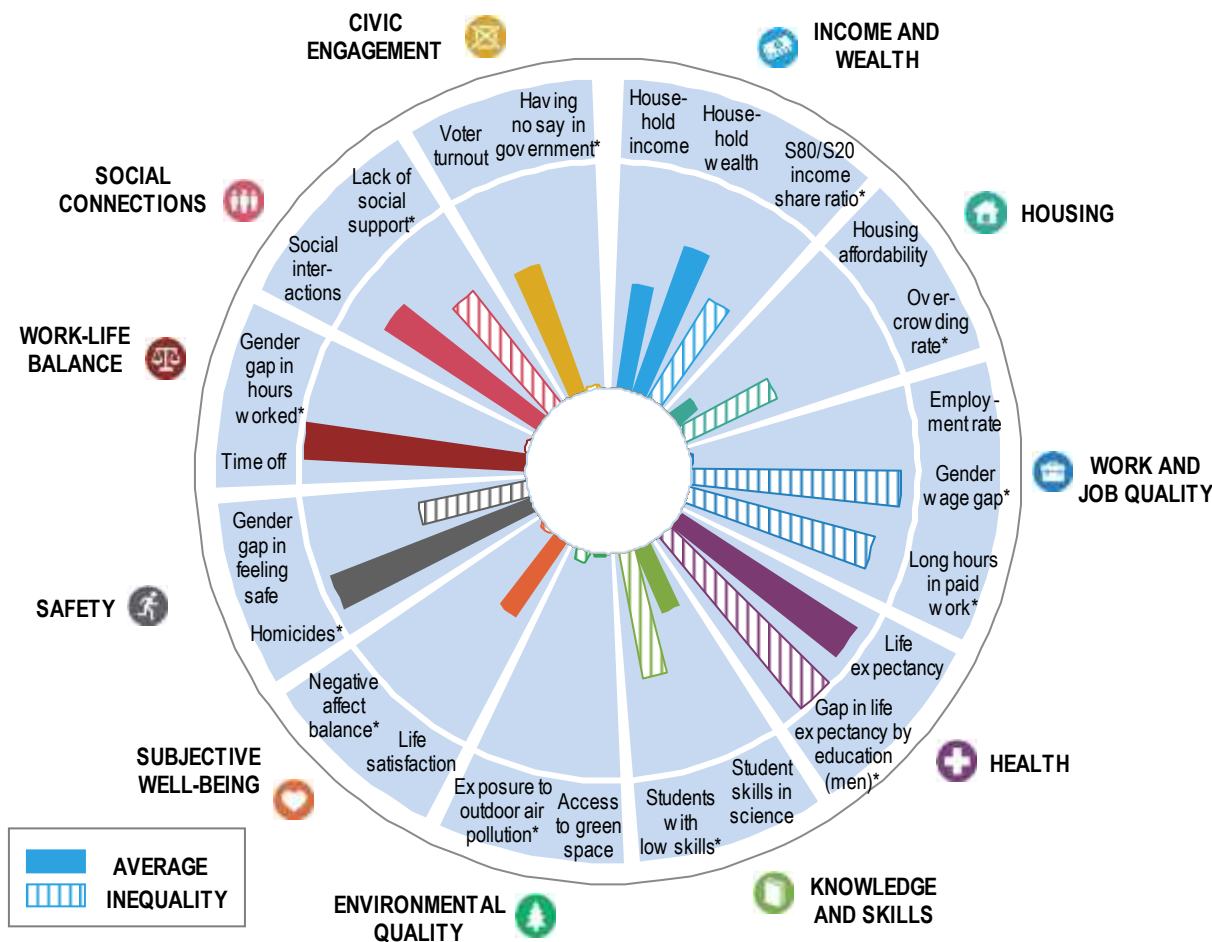 CIVIC
ENGAGEMENT
INCOME AND
WEALTH
House-
hold
income
House-
hold
wealth
S80/S20
income
share ratio*
HOUSING
Housing
affordability
Over-
crowding
rate*
WORK AND
JOB QUALITY
Employ-
ment rate
Gender
wage gap*
Long hours
in paid
work*
HEALTH
Life
expectancy
Gap in life
expectancy by
education
(men)*
KNOWLEDGE
AND SKILLS
Student
skills in
science
Students
with
low skills*
ENVIRONMENTAL
QUALITY
Access
to green
space
Exposure to
outdoor air
pollution*
SUBJECTIVE
WELL-BEING
Life
satisfaction
Negative
affect
balance*
SAFETY
Homicides*
Gender
gap in
feeling
safe
WORK-LIFE
BALANCE
Time off
Gender
gap in
hours
worked*
SOCIAL
CONNECTIONS
Social
inter-
actions
Lack of
social
support*
Voter
turnout
Having
no say in
government*
AVERAGE
INEQUALITY